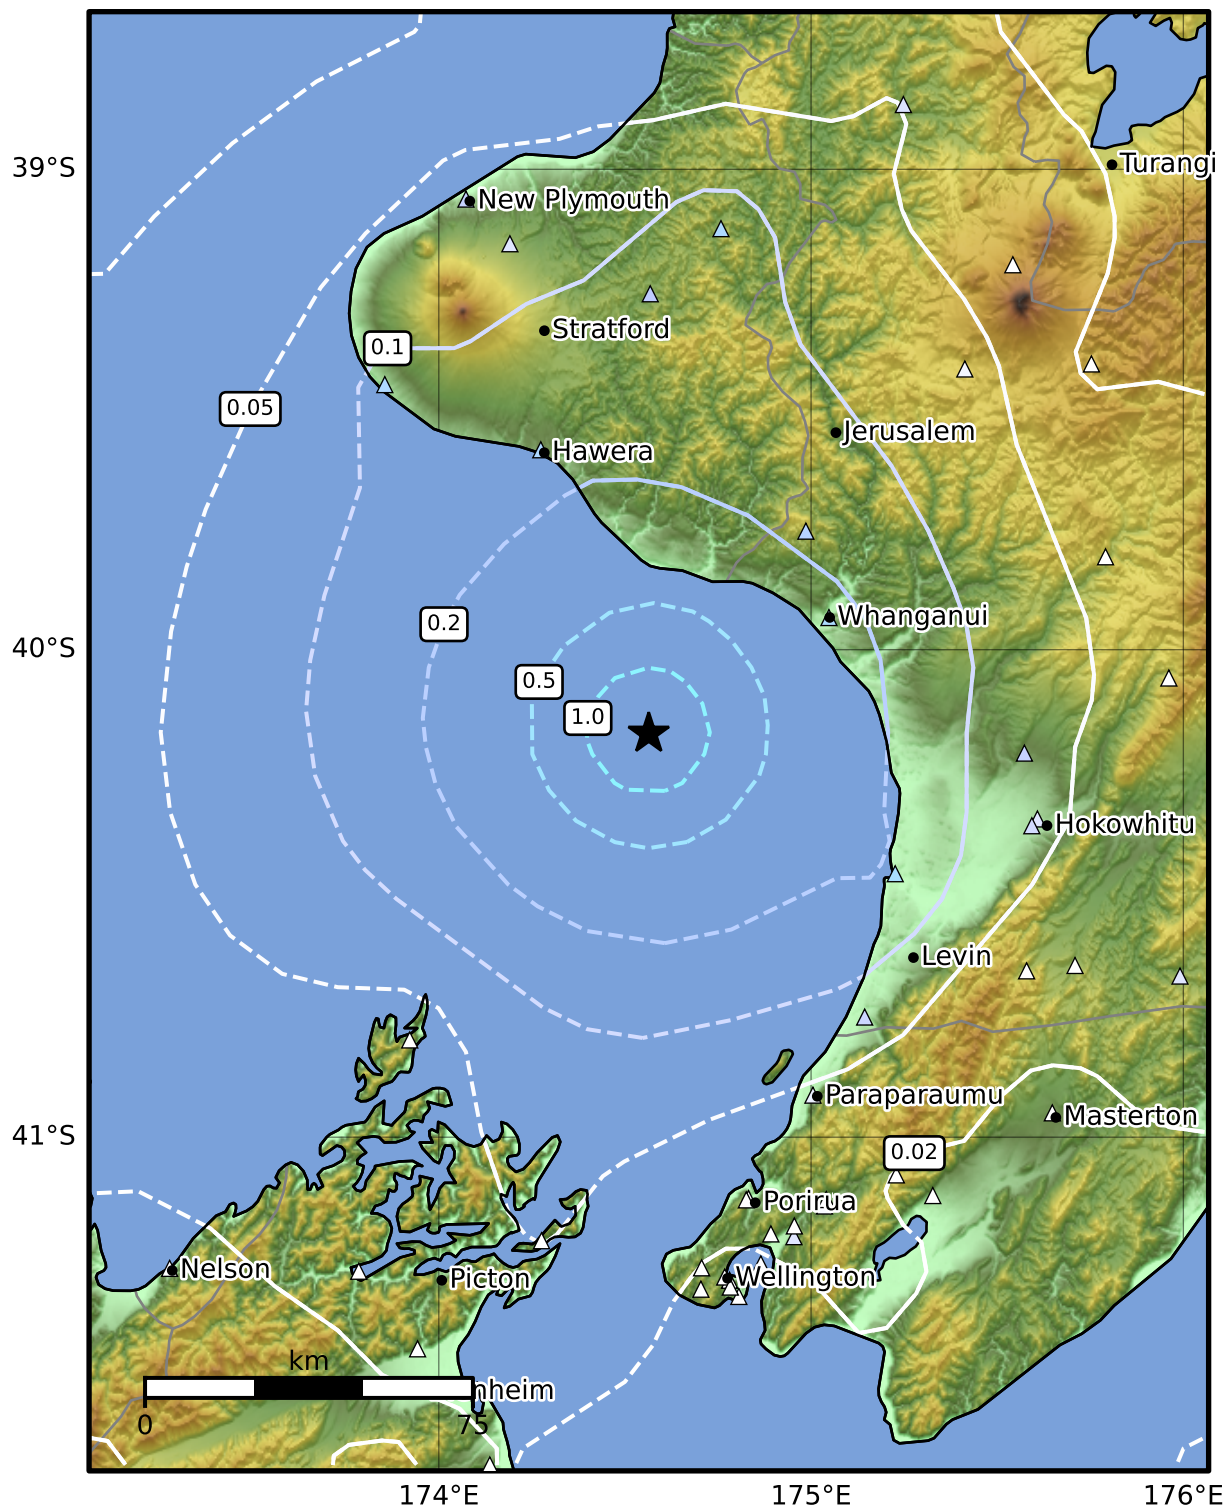 39°S
Turangi
New Plymouth
Stratford
0.1
0.05
Jerusalem
Hawera
Whanganui
0.2
40°S
0.5
1.0
Hokowhitu
Levin
Paraparaumu
Masterton
41°S
0.02
Porirua
Nelson
Picton
Wellington
km
nheim
0
75
174°E
175°E
176°E